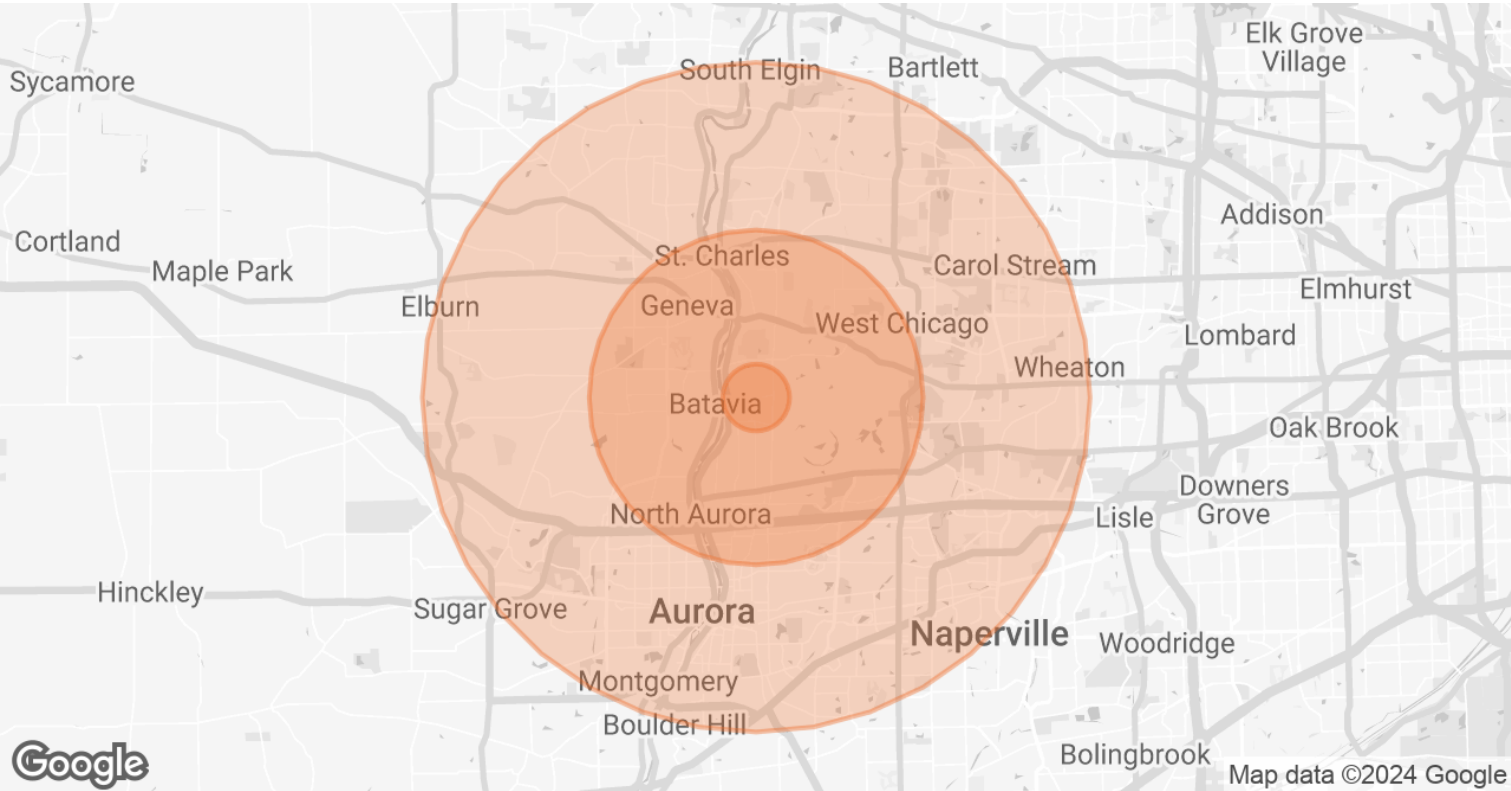 Elk Grove
Village
South Elgin
Bartlett
Sycamore
Addison
Cortland
St. Charles
Carol Stream
Maple Park
Elmhurst
Elburn
Geneva
West Chicago
Lombard
Wheaton
Batavia
Oak Brook
Downers
Grove
North Aurora
Lisle
Hinckley
Sugar Grove
Aurora
Naperville
Woodridge
Montgomery
Boulder Hill
Bolingbrook
Google
Map data ©2024 Google